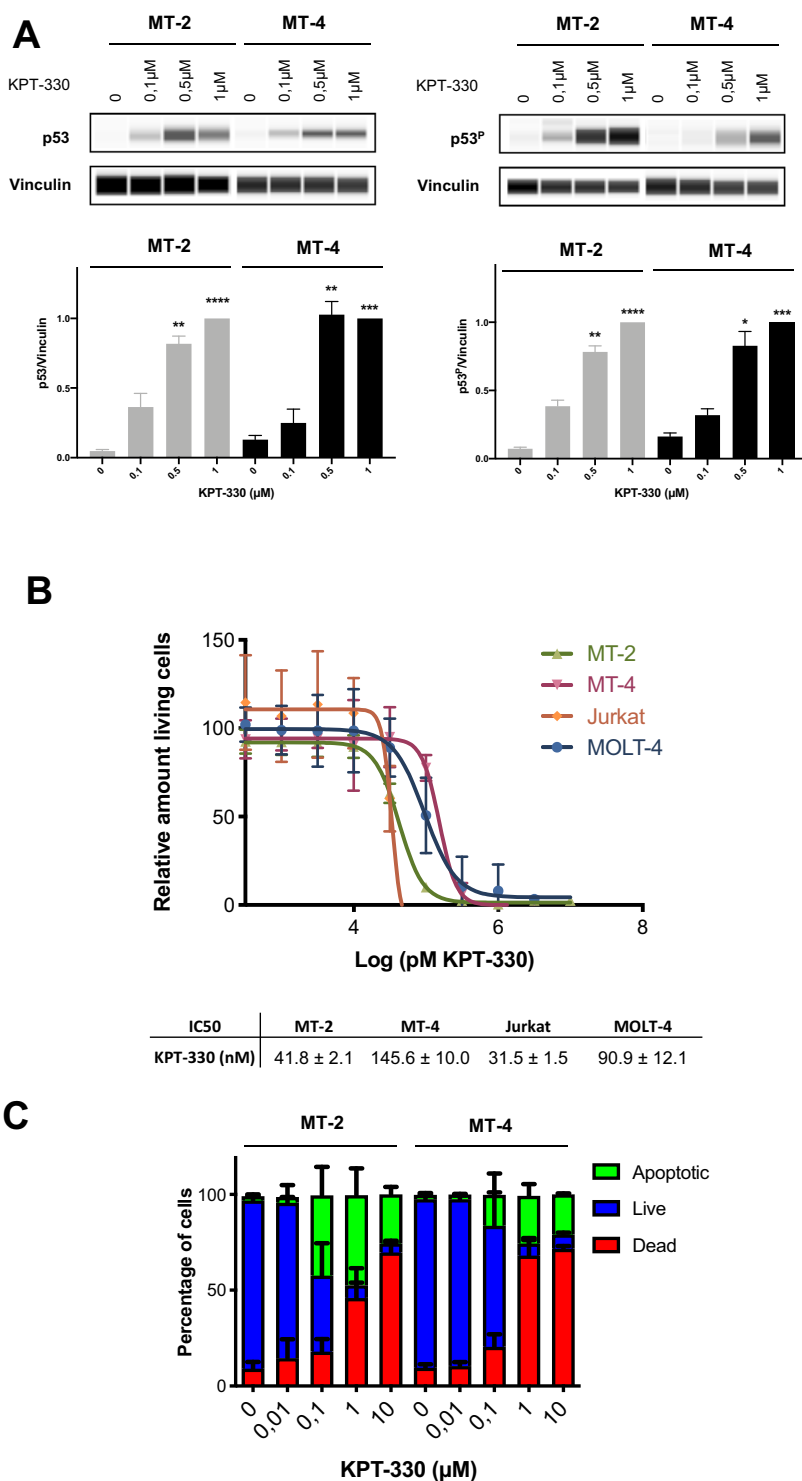 A
MT-2 MT-4
KPT-330 0 0,1µM 0,5µM 1µM 0 0,1µM 0,5µM 1µM
p53
Vinculin
MT-2 MT-4
p53/Vinculin
1.0
0.5
0.0
** **** ** ***
0 0.1 0.5 1 0 0.1 0.5 1
KPT-330 (µM)
MT-2 MT-4
KPT-330 0 0,1µM 0,5µM 1µM 0 0,1µM 0,5µM 1µM
p53ᴾ
Vinculin
MT-2 MT-4
p53ᴾ/Vinculin
1.0
0.5
0.0
** **** * ***
0 0.1 0.5 1 0 0.1 0.5 1
KPT-330 (µM)
B
Relative amount living cells
150
100
50
0
4 6 8
Log (pM KPT-330)
MT-2
MT-4
Jurkat
MOLT-4
IC50 MT-2 MT-4 Jurkat MOLT-4
KPT-330 (nM) 41.8 ± 2.1 145.6 ± 10.0 31.5 ± 1.5 90.9 ± 12.1
C
MT-2 MT-4
Percentage of cells
100
50
0
0 0,01 0,1 1 10 0 0,01 0,1 1 10
KPT-330 (µM)
Apoptotic
Live
Dead